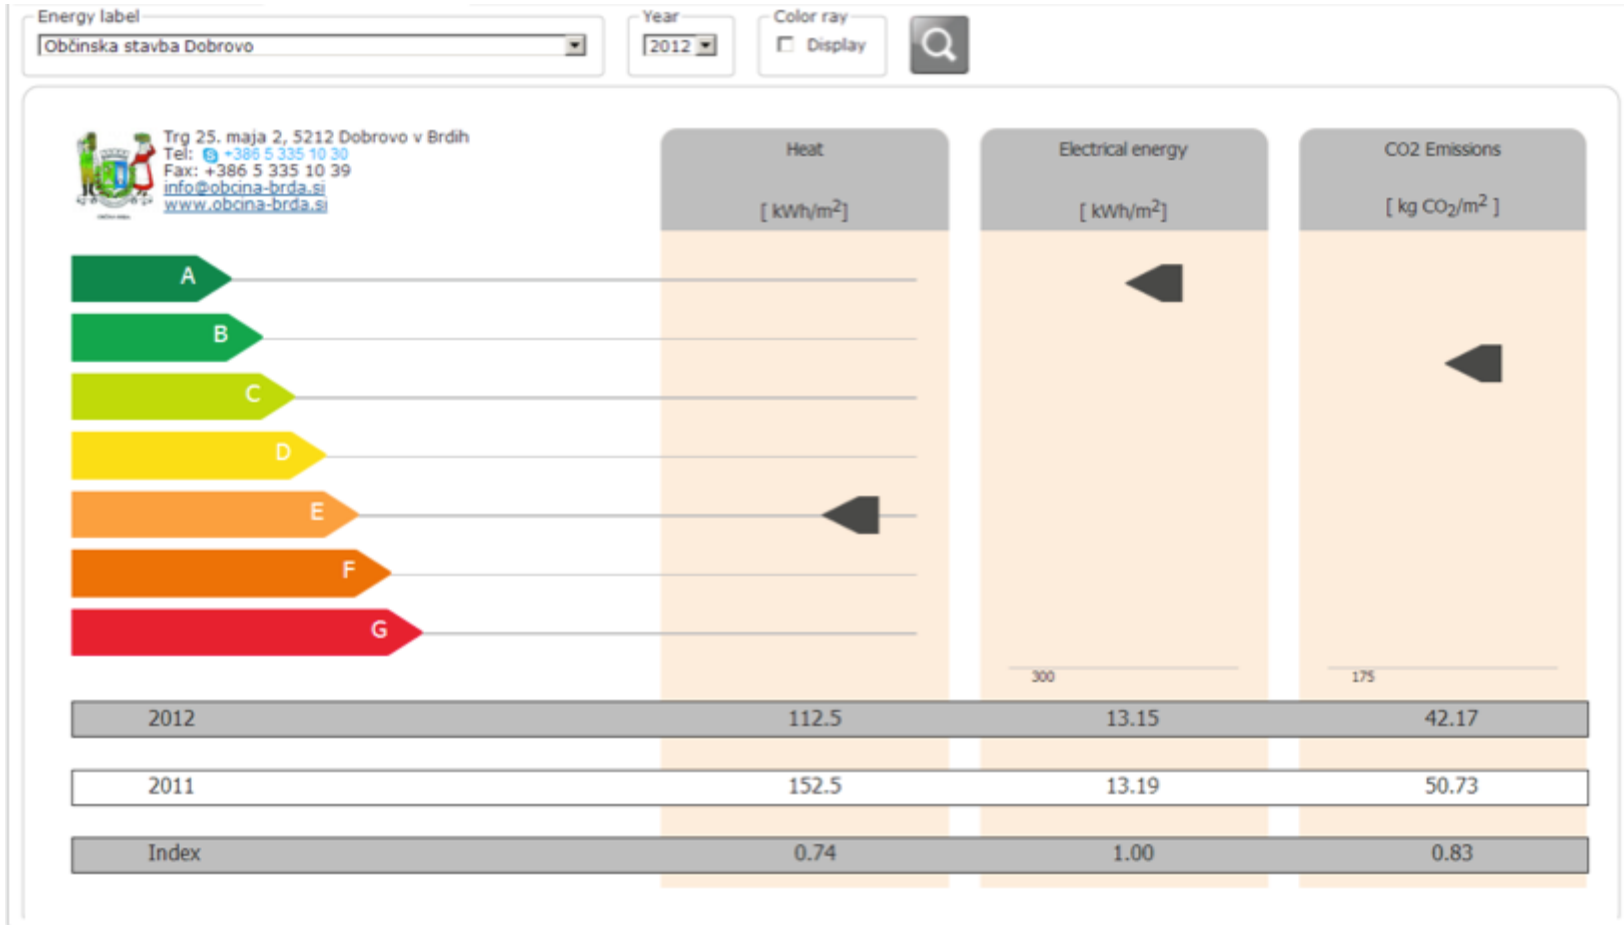 Energy label
Občinska stavba Dobrovo
Year
2012
Color ray
Display
Trg 25. maja 2, 5212 Dobrovo v Brdih
Tel: +386 5 335 10 30
Fax: +386 5 335 10 39
info@obcina-brda.si
www.obcina-brda.si
Heat
[ kWh/m²]
Electrical energy
[ kWh/m²]
CO2 Emissions
[ kg CO₂/m² ]
A
B
C
D
E
F
G
300
175
2012 112.5 13.15 42.17
2011 152.5 13.19 50.73
Index 0.74 1.00 0.83